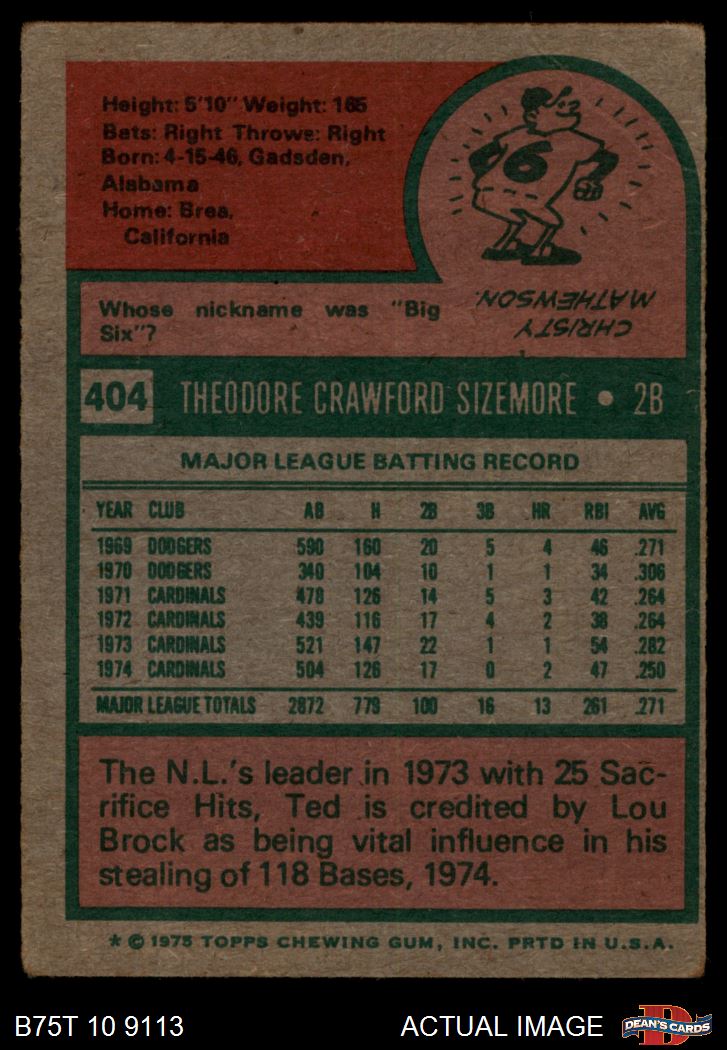 Height: 5'10" Weight: 165
Bats: Right Throws: Right
Born: 4-15-46, Gadsden,
Alabama
Home: Brea,
California
6
Whose nickname was "Big
Six"?
CHRISTY
MATHEWSON.
404 THEODORE CRAWFORD SIZEMORE • 2B
MAJOR LEAGUE BATTING RECORD
YEAR CLUB AB H 2B 3B HR RBI AVG
1969 DODGERS 590 160 20 5 4 46 .271
1970 DODGERS 340 104 10 1 1 34 .306
1971 CARDINALS 478 126 14 5 3 42 .264
1972 CARDINALS 439 116 17 4 2 38 .264
1973 CARDINALS 521 147 22 1 1 54 .282
1974 CARDINALS 504 126 17 0 2 47 .250
MAJOR LEAGUE TOTALS 2872 779 100 16 13 261 .271
The N.L.'s leader in 1973 with 25 Sac-
rifice Hits, Ted is credited by Lou
Brock as being vital influence in his
stealing of 118 Bases, 1974.
* © 1975 TOPPS CHEWING GUM, INC. PRTD IN U.S.A.
B75T 10 9113 ACTUAL IMAGE D DEAN'S CARDS